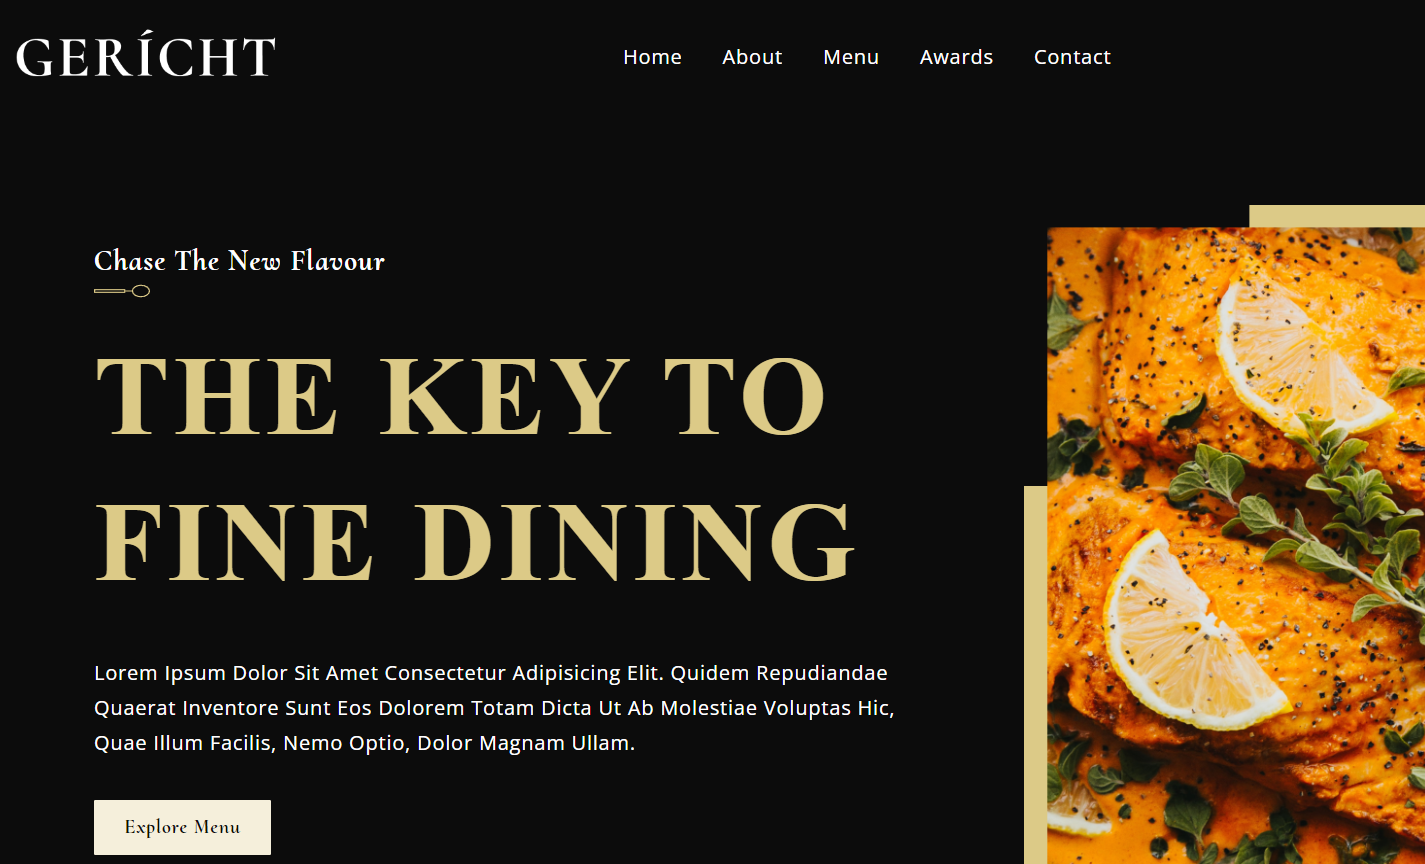 GERÍCHT
Home About Menu Awards Contact
Chase The New Flavour
THE KEY TO
FINE DINING
Lorem Ipsum Dolor Sit Amet Consectetur Adipisicing Elit. Quidem Repudiandae
Quaerat Inventore Sunt Eos Dolorem Totam Dicta Ut Ab Molestiae Voluptas Hic,
Quae Illum Facilis, Nemo Optio, Dolor Magnam Ullam.
Explore Menu